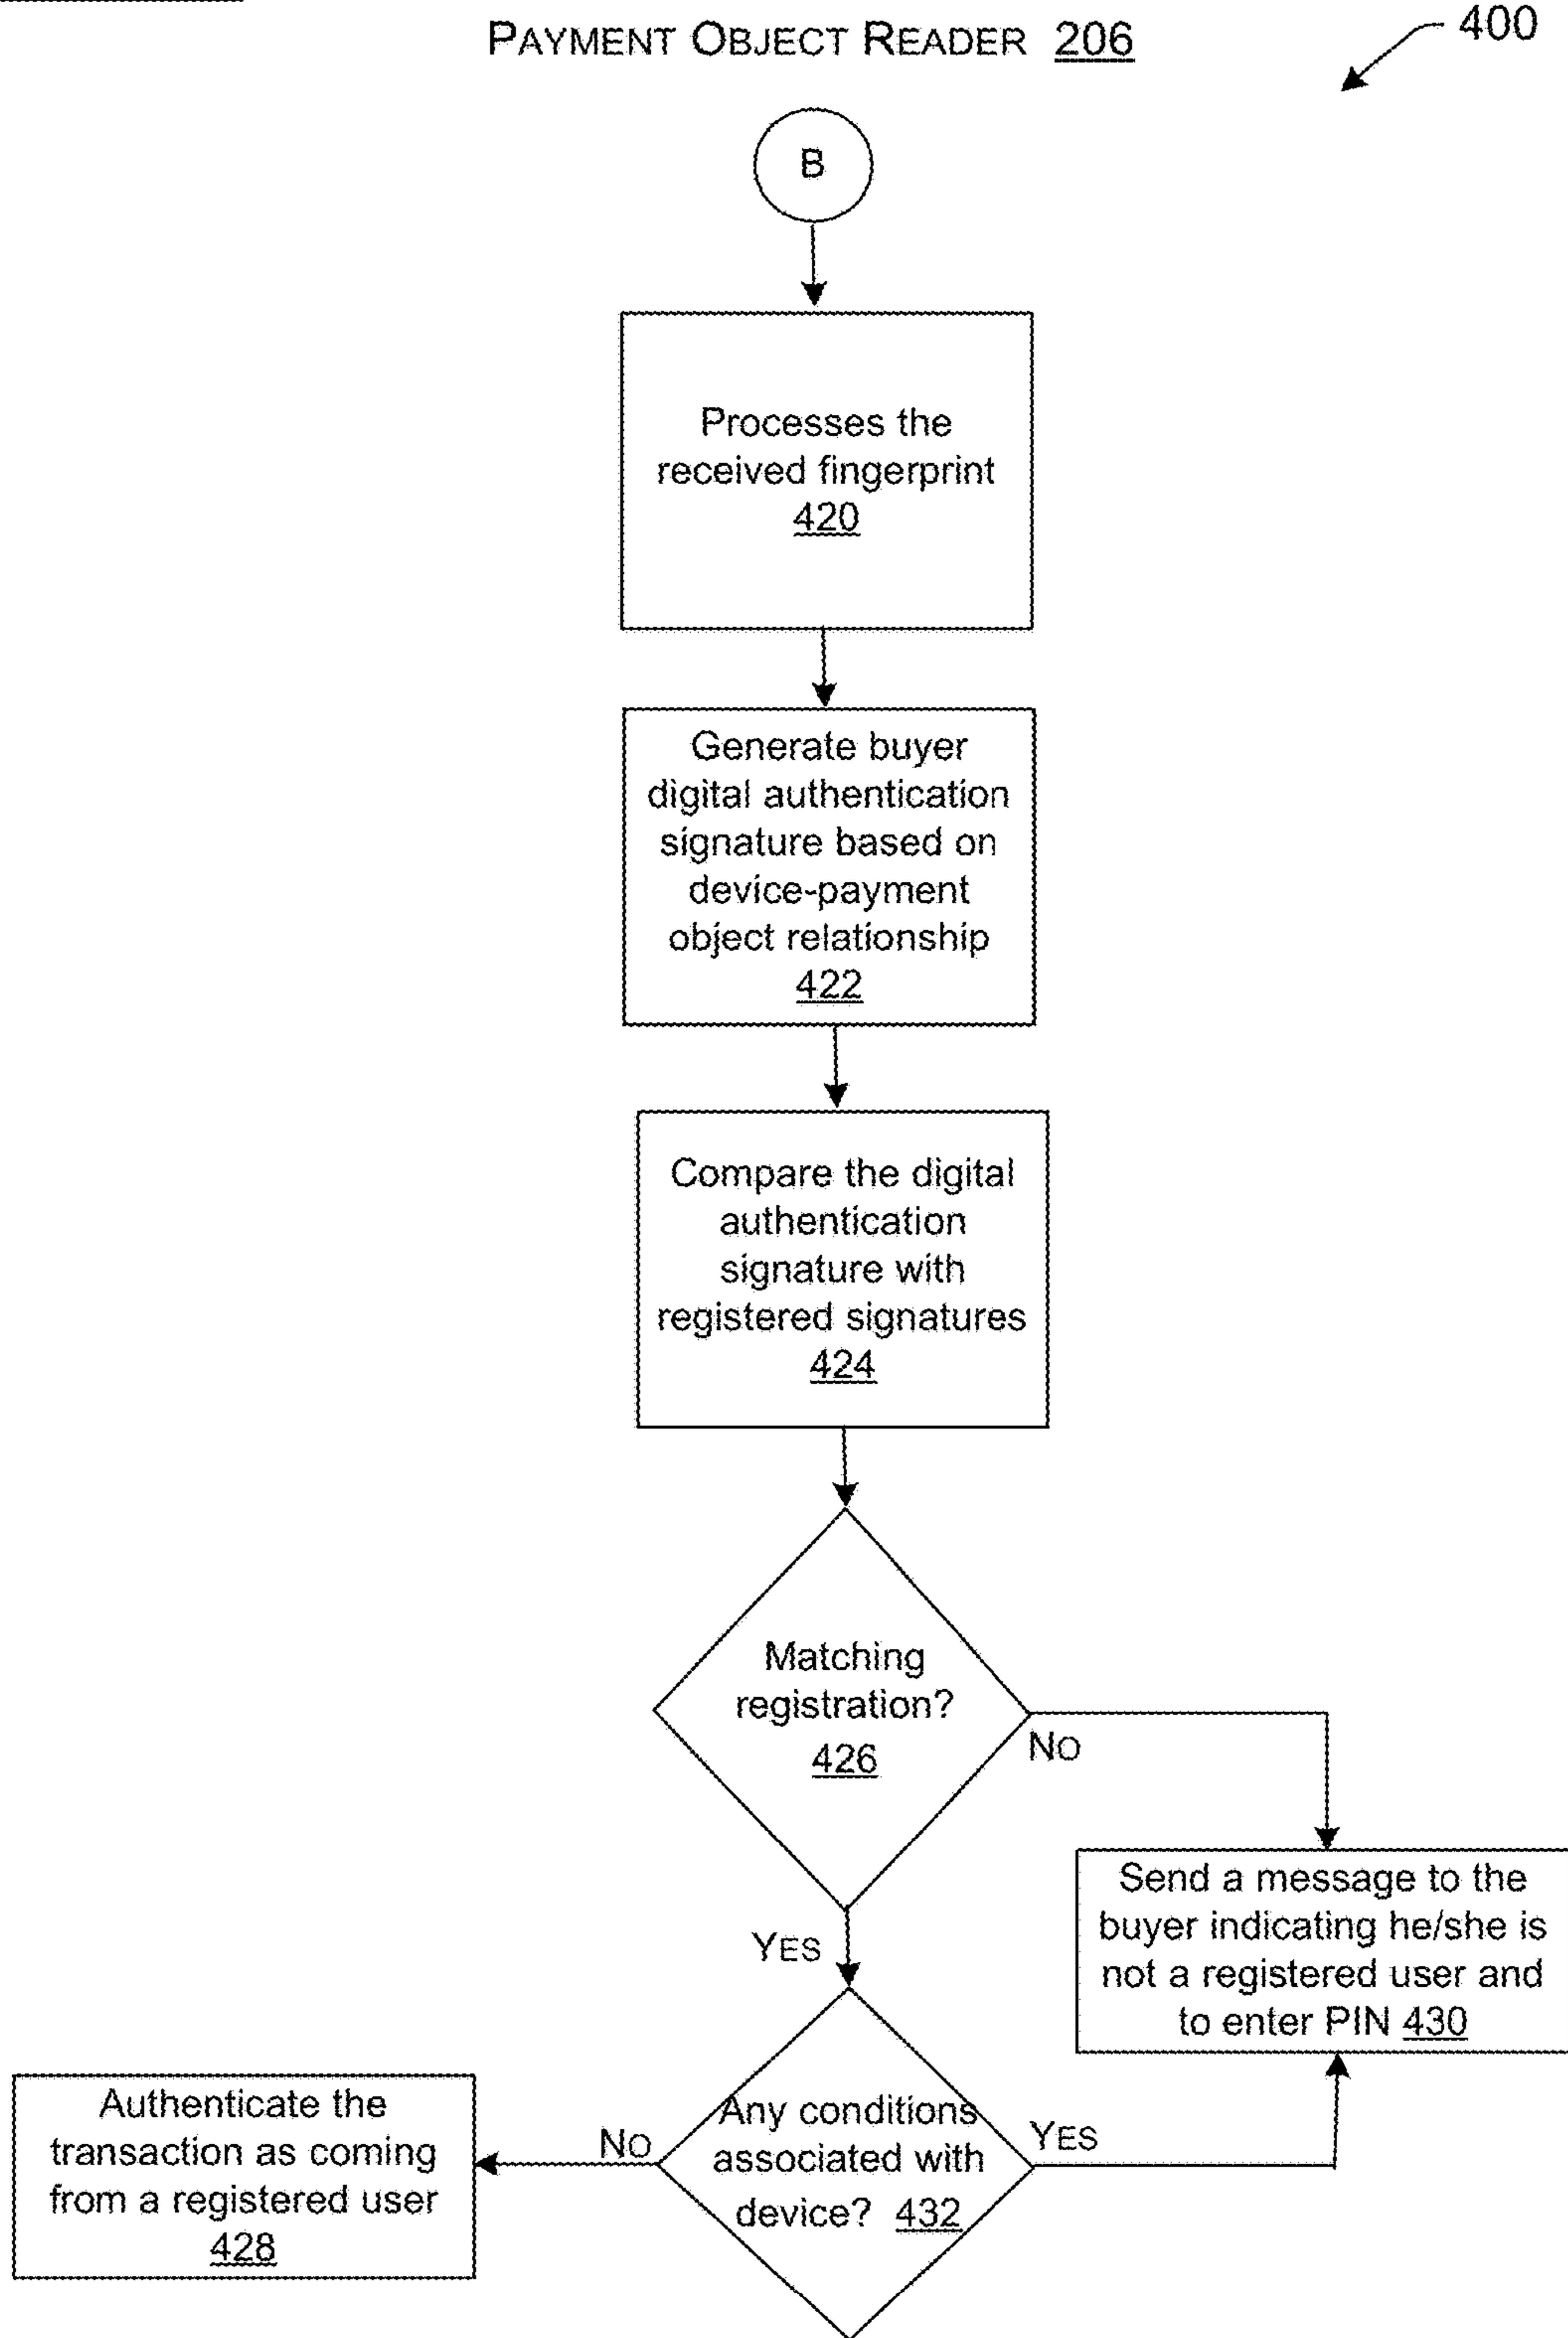 PAYMENT OBJECT READER 206
400
B
Processes the
received fingerprint
420
Generate buyer
digital authentication
signature based on
device-payment
object relationship
422
Compare the digital
authentication
signature with
registered signatures
424
Matching
registration?
426
NO
YES
Send a message to the
buyer indicating he/she is
not a registered user and
to enter PIN 430
Any conditions
associated with
device? 432
NO
YES
Authenticate the
transaction as coming
from a registered user
428